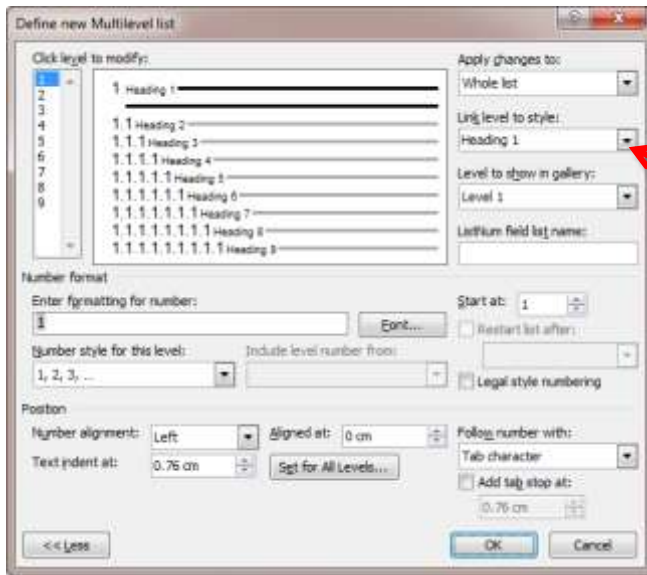 Define new Multilevel list
Click level to modify:
1
2
3
4
5
6
7
8
9
1 Heading 1
1.1 Heading 2
1.1.1 Heading 3
1.1.1.1 Heading 4
1.1.1.1.1 Heading 5
1.1.1.1.1.1 Heading 6
1.1.1.1.1.1.1 Heading 7
1.1.1.1.1.1.1.1 Heading 8
1.1.1.1.1.1.1.1.1 Heading 9
Apply changes to:
Whole list
Link level to style:
Heading 1
Level to show in gallery:
Level 1
ListNum field list name:
Number format
Enter formatting for number:
1
Font...
Number style for this level:
1, 2, 3, ...
Include level number from:
Start at: 1
Restart list after:
Legal style numbering
Position
Number alignment: Left
Aligned at: 0 cm
Text indent at: 0.76 cm
Set for All Levels...
Follow number with:
Tab character
Add tab stop at:
0.76 cm
<< Less
OK
Cancel